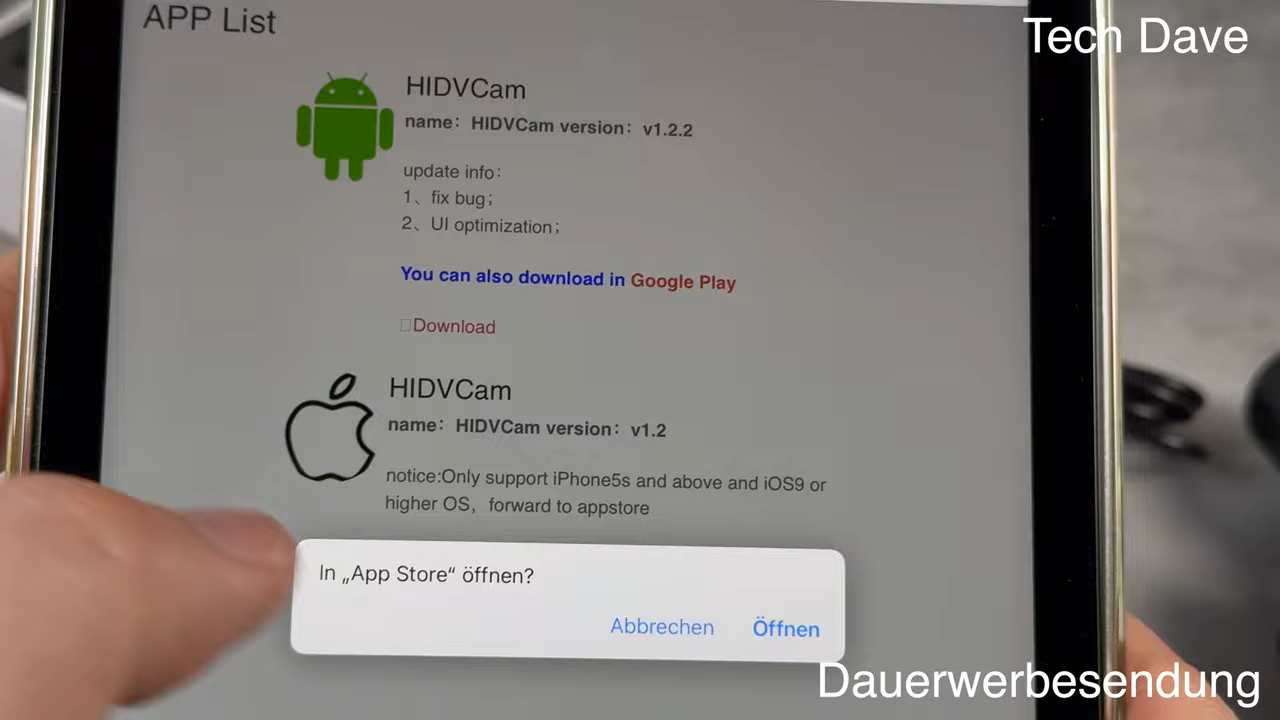 APP List
Tech Dave
HIDVCam
name：HIDVCam version：v1.2.2
update info：
1、fix bug；
2、UI optimization；
You can also download in Google Play
Download
HIDVCam
name：HIDVCam version：v1.2
notice:Only support iPhone5s and above and iOS9 or
higher OS，forward to appstore
In „App Store“ öffnen?
Abbrechen Öffnen
Dauerwerbesendung